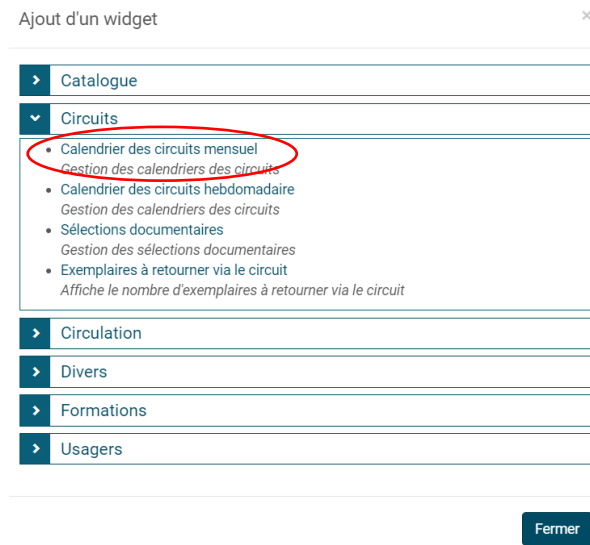 Ajout d'un widget
×
Catalogue
Circuits
Calendrier des circuits mensuel
Gestion des calendriers des circuits
Calendrier des circuits hebdomadaire
Gestion des calendriers des circuits
Sélections documentaires
Gestion des sélections documentaires
Exemplaires à retourner via le circuit
Affiche le nombre d'exemplaires à retourner via le circuit
Circulation
Divers
Formations
Usagers
Fermer